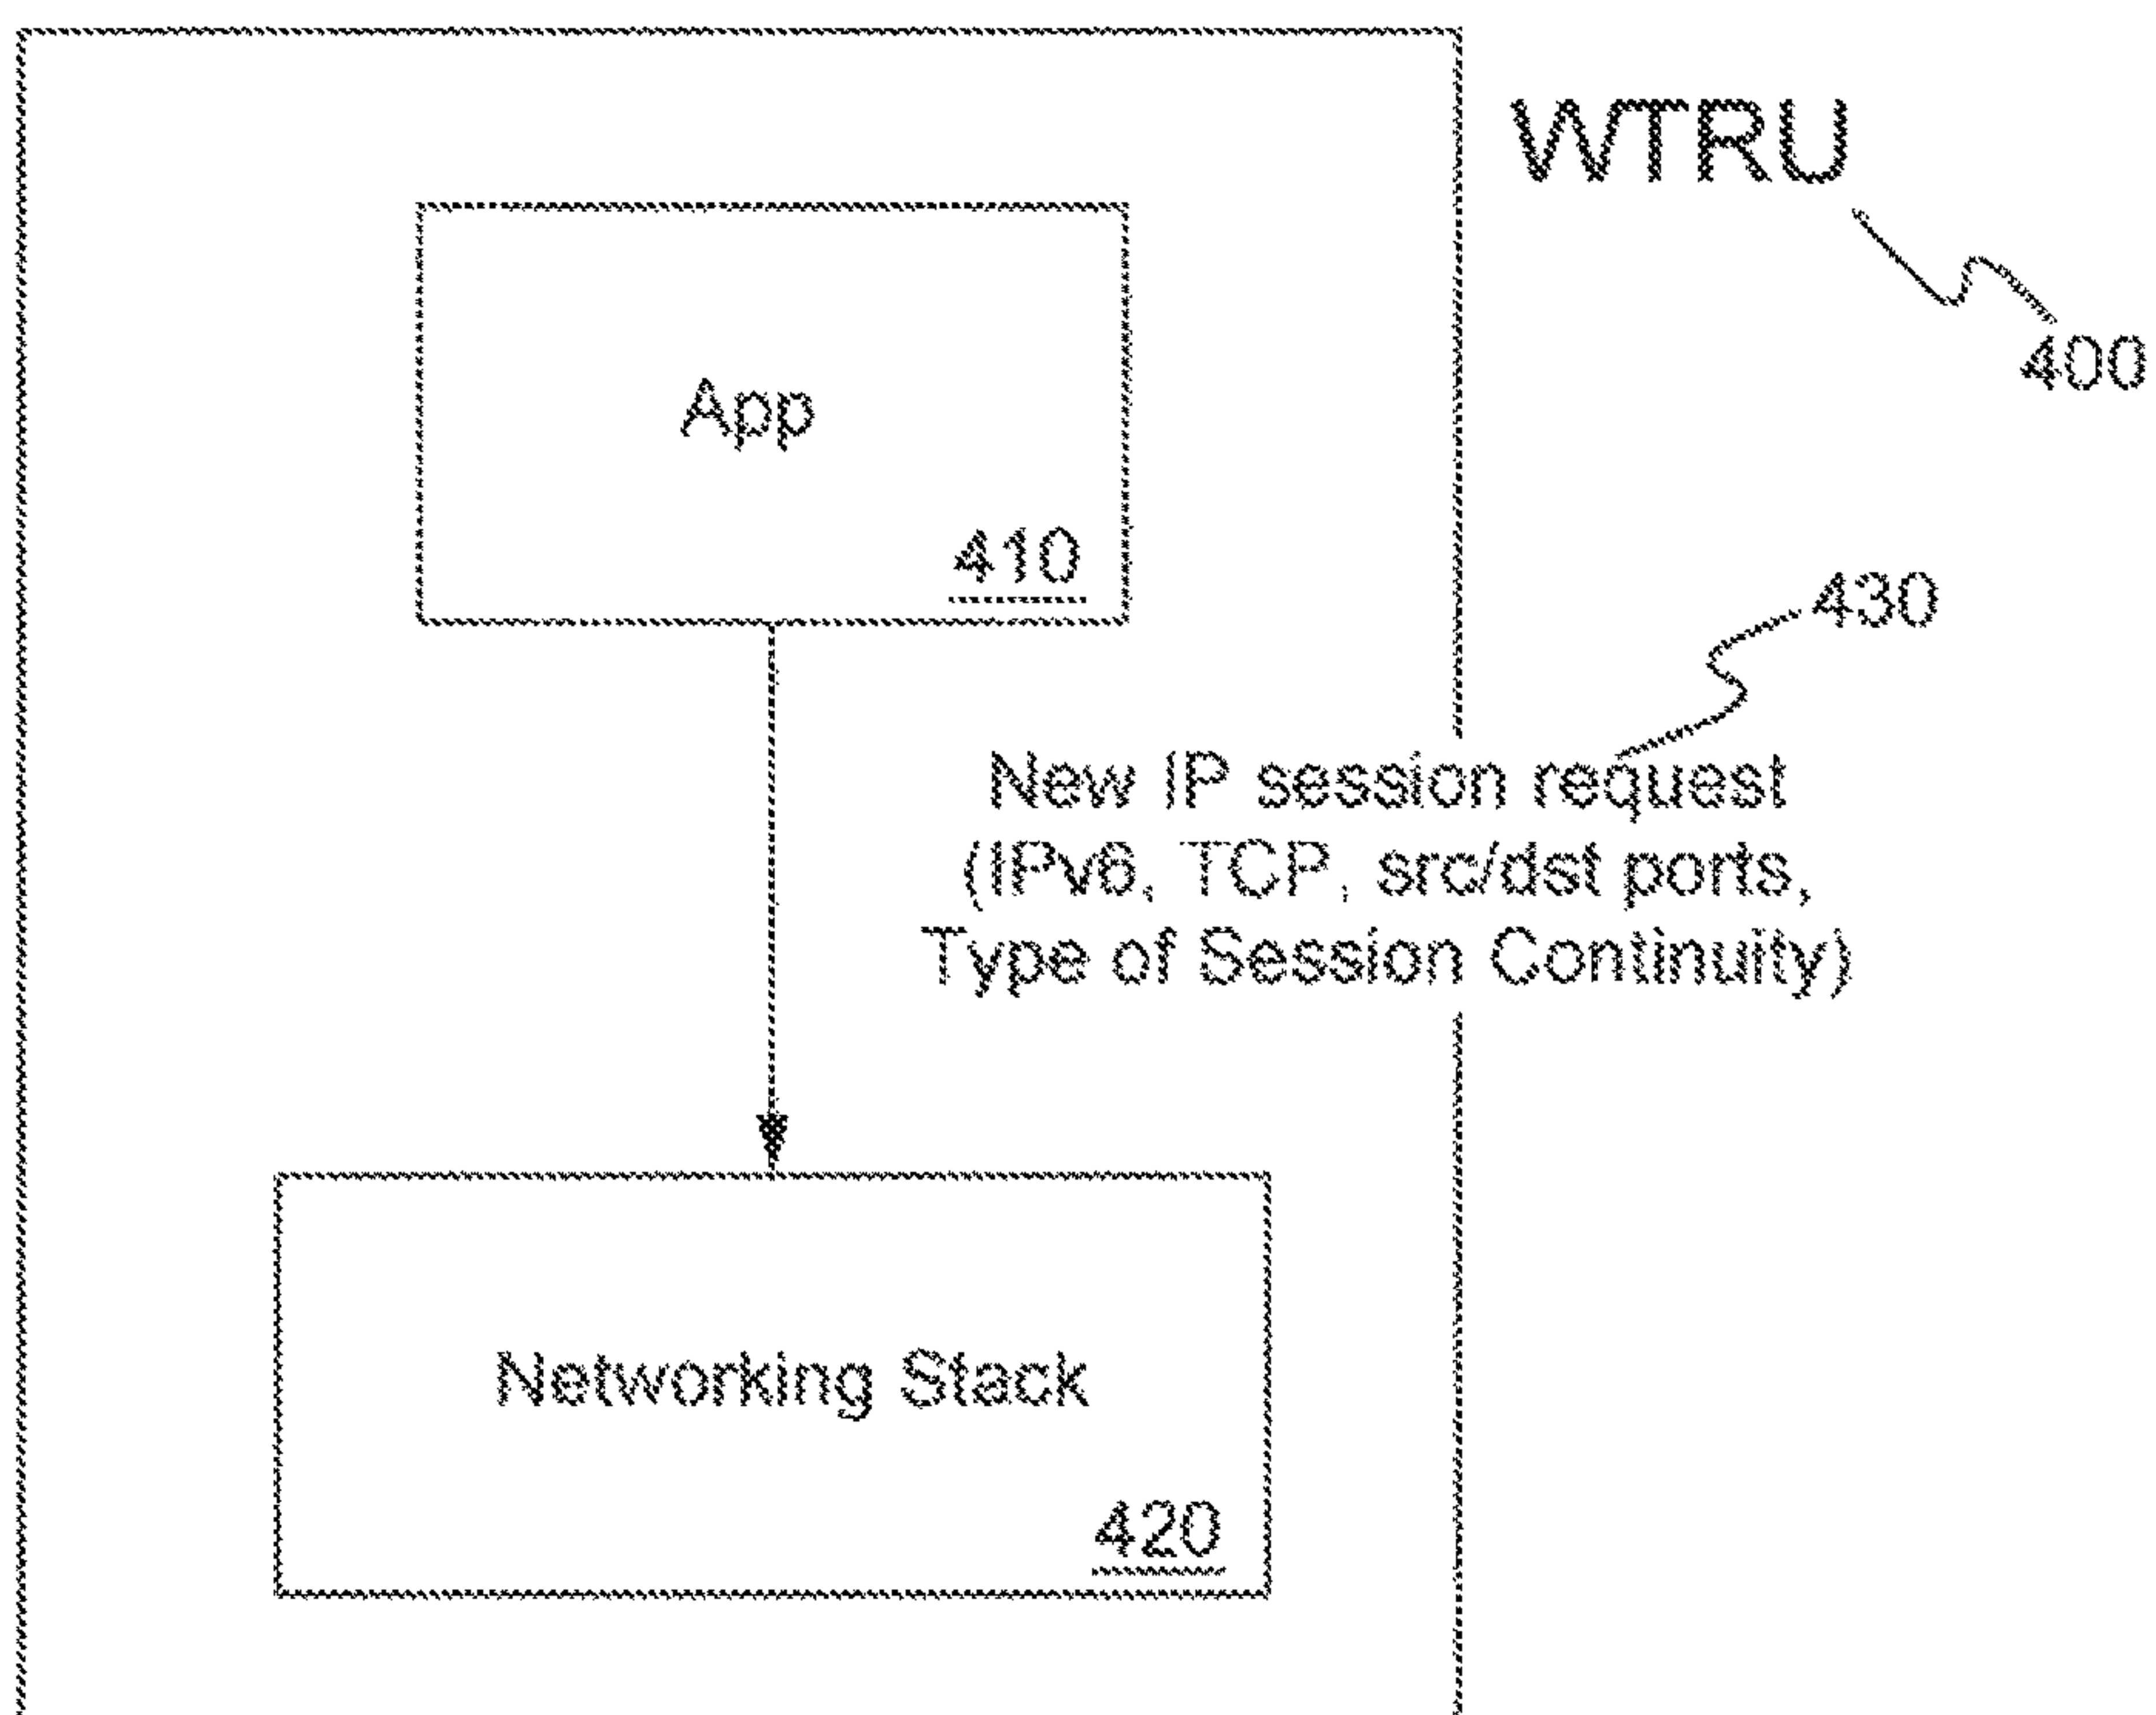 WTRU
400
App
410
430
New IP session request
(IPv6, TCP, src/dst ports,
Type of Session Continuity)
Networking Stack
420